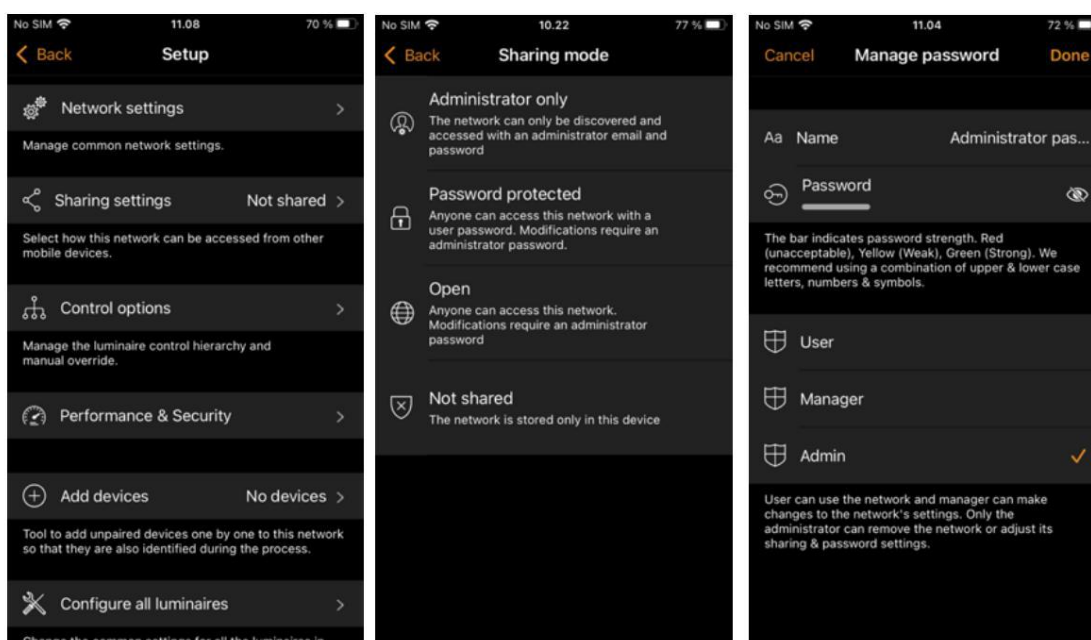 No SIM 11.08 70 %
Back Setup
Network settings
Manage common network settings.
Sharing settings Not shared
Select how this network can be accessed from other
mobile devices.
Control options
Manage the luminaire control hierarchy and
manual override.
Performance & Security
Add devices No devices
Tool to add unpaired devices one by one to this network
so that they are also identified during the process.
Configure all luminaires
Change the common settings for all the luminaires in
No SIM 10.22 77 %
Back Sharing mode
Administrator only
The network can only be discovered and
accessed with an administrator email and
password
Password protected
Anyone can access this network with a
user password. Modifications require an
administrator password.
Open
Anyone can access this network.
Modifications require an administrator
password
Not shared
The network is stored only in this device
No SIM 11.04 72 %
Cancel Manage password Done
Aa Name Administrator pas...
Password
The bar indicates password strength. Red
(unacceptable), Yellow (Weak), Green (Strong). We
recommend using a combination of upper & lower case
letters, numbers & symbols.
User
Manager
Admin
User can use the network and manager can make
changes to the network's settings. Only the
administrator can remove the network or adjust its
sharing & password settings.